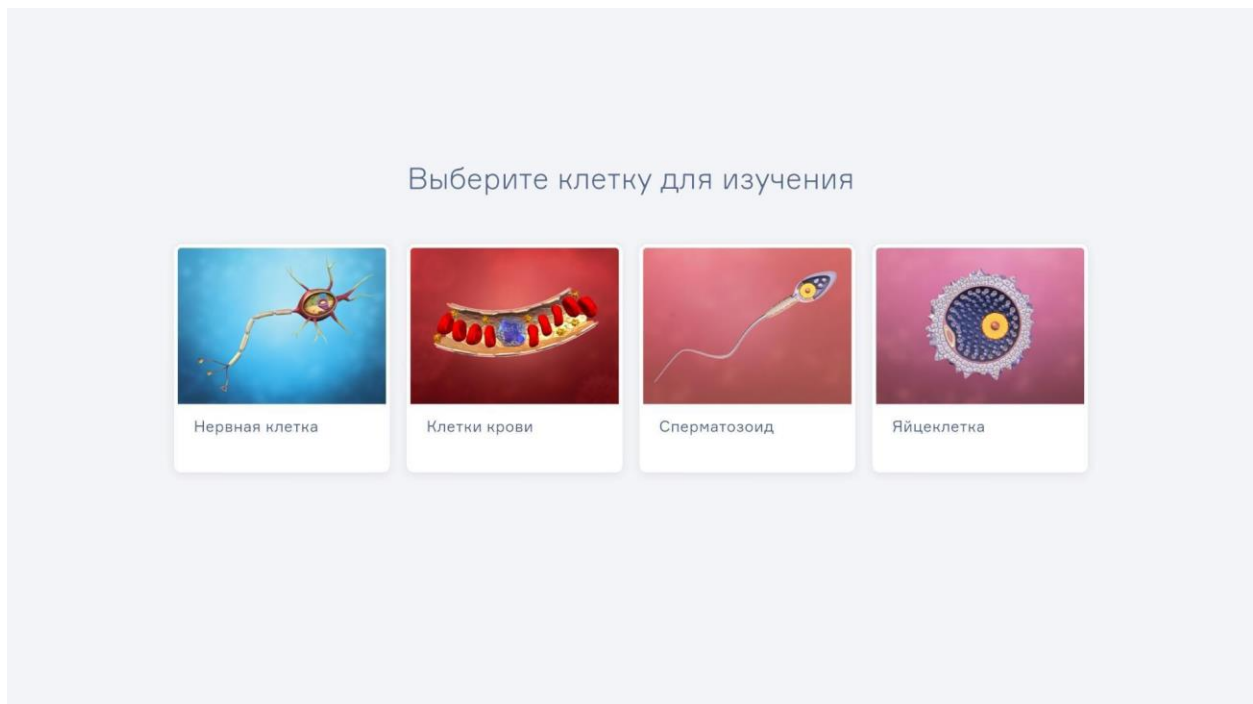 Выберите клетку для изучения
Нервная клетка
Клетки крови
Сперматозоид
Яйцеклетка